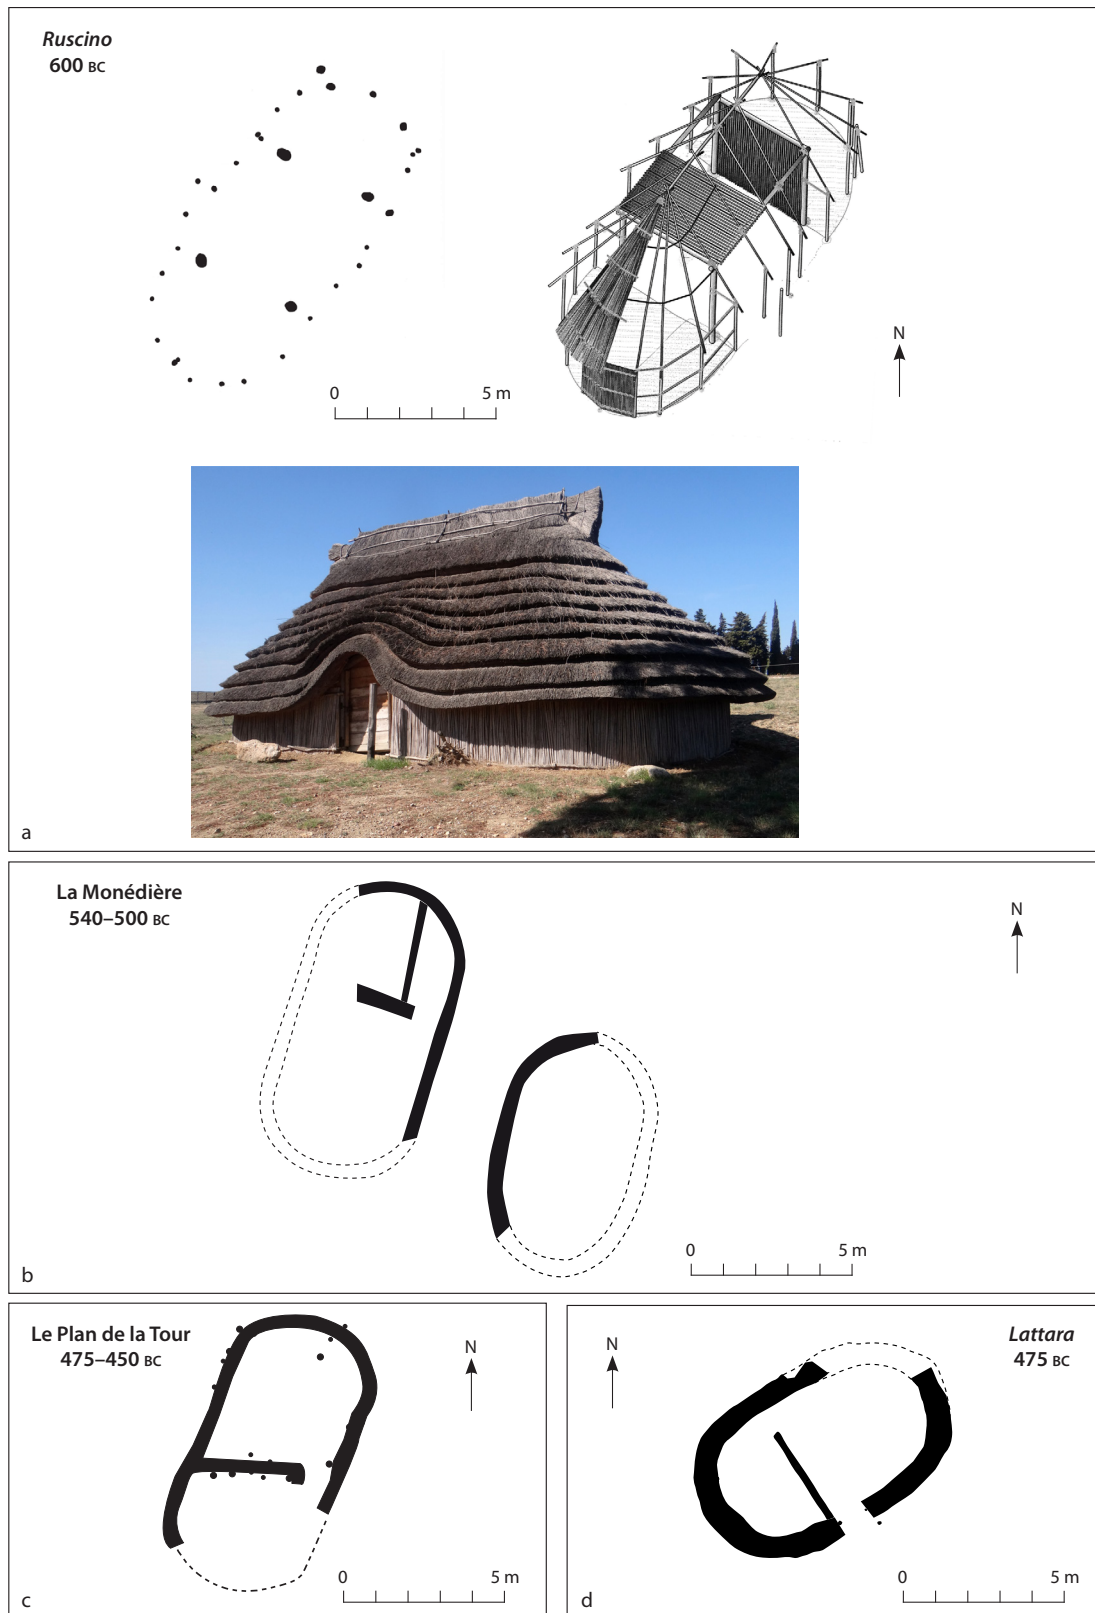 Ruscino
600 BC
N
0 5 m
a
La Monédière
540–500 BC
N
0 5 m
b
Le Plan de la Tour
475–450 BC
N
0 5 m
c
Lattara
475 BC
N
0 5 m
d